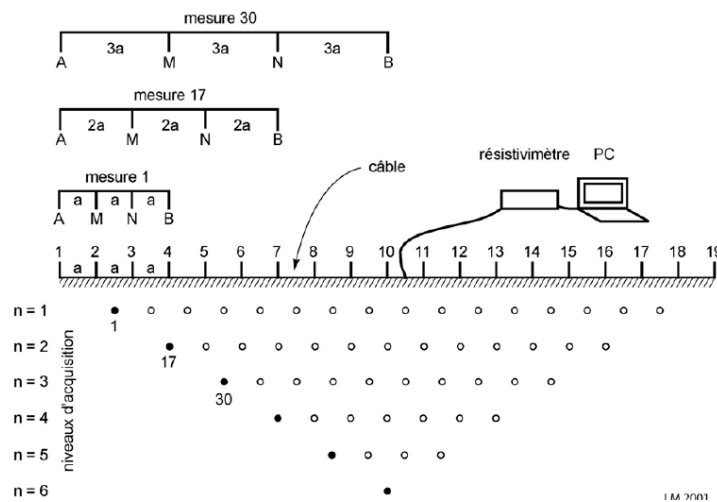 mesure 30
3a 3a 3a
A M N B
mesure 17
2a 2a 2a
A M N B
mesure 1
a a a
A M N B
câble
résistivimètre PC
1 2 3 4 5 6 7 8 9 10 11 12 13 14 15 16 17 18 19
a a a
n = 1
1
n = 2
17
n = 3
30
n = 4
n = 5
n = 6
niveaux d'acquisition
LM 2001